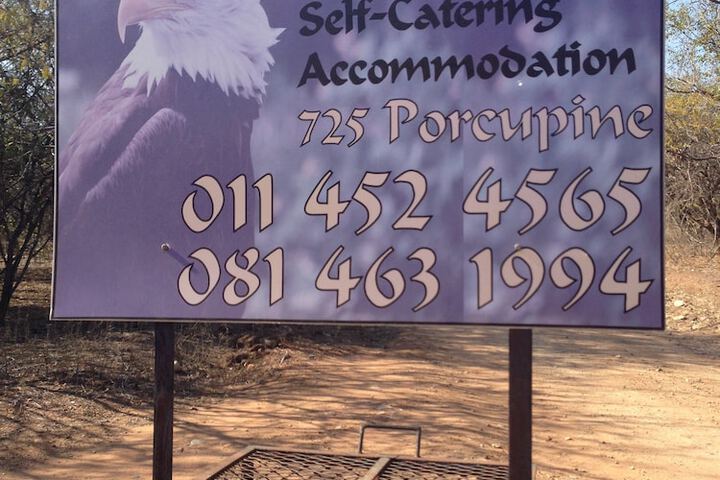 Self-Catering
Accommodation
725 Porcupine
011 452 4565
081 463 1994